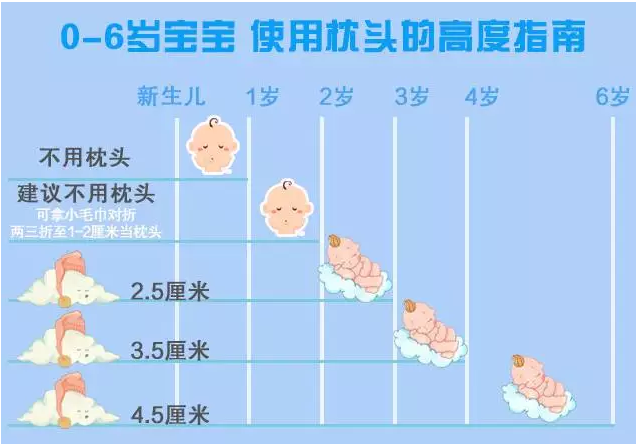 0-6岁宝宝 使用枕头的高度指南
新生儿 1岁 2岁 3岁 4岁 6岁
不用枕头
建议不用枕头
可拿小毛巾对折
两三折至1-2厘米当枕头
2.5厘米
3.5厘米
4.5厘米